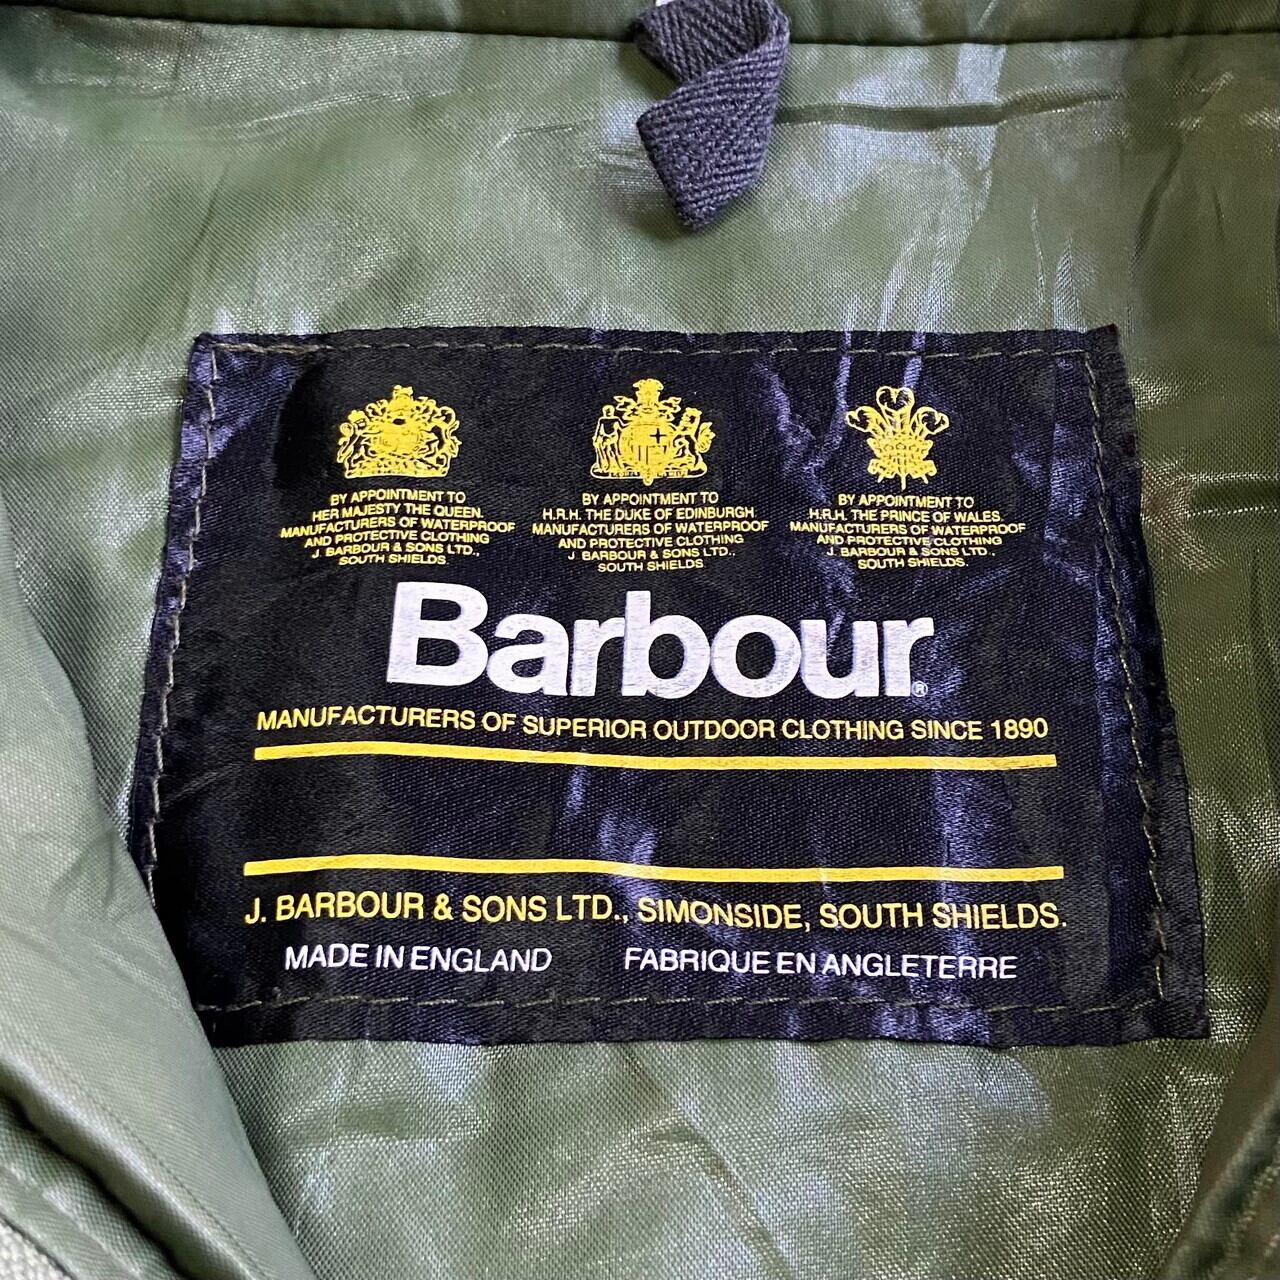 BY APPOINTMENT TO
HER MAJESTY THE QUEEN.
MANUFACTURERS OF WATERPROOF
AND PROTECTIVE CLOTHING
J. BARBOUR & SONS LTD.,
SOUTH SHIELDS.
BY APPOINTMENT TO
H.R.H. THE DUKE OF EDINBURGH
MANUFACTURERS OF WATERPROOF
AND PROTECTIVE CLOTHING
J. BARBOUR & SONS LTD.,
SOUTH SHIELDS
BY APPOINTMENT TO
H.R.H. THE PRINCE OF WALES.
MANUFACTURERS OF WATERPROOF
AND PROTECTIVE CLOTHING
J. BARBOUR & SONS LTD.,
SOUTH SHIELDS.
Barbour®
MANUFACTURERS OF SUPERIOR OUTDOOR CLOTHING SINCE 1890
J. BARBOUR & SONS LTD., SIMONSIDE, SOUTH SHIELDS.
MADE IN ENGLAND FABRIQUE EN ANGLETERRE